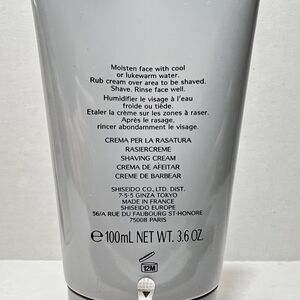 Moisten face with cool
or lukewarm water.
Rub cream over area to be shaved.
Shave. Rinse face well.
Humidifier le visage à l'eau
froide ou tiède.
Etaler la crème sur les zones à raser.
Après le rasage,
rincer abondamment le visage.
CREMA PER LA RASATURA
RASIERCREME
SHAVING CREAM
CREMA DE AFEITAR
CREME DE BARBEAR
SHISEIDO CO., LTD. DIST.
7-5-5 GINZA TOKYO
MADE IN FRANCE
SHISEIDO EUROPE
56/A RUE DU FAUBOURG ST-HONORE
75008 PARIS
℮100mL NET WT. 3.6 OZ.
12M